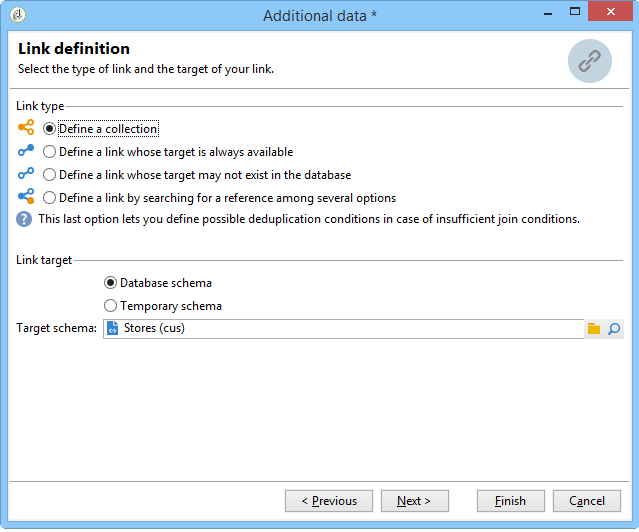 Additional data *
Link definition
Select the type of link and the target of your link.
Link type
Define a collection
Define a link whose target is always available
Define a link whose target may not exist in the database
Define a link by searching for a reference among several options
? This last option lets you define possible deduplication conditions in case of insufficient join conditions.
Link target
Database schema
Temporary schema
Target schema: Stores (cus)
< Previous Next > Finish Cancel